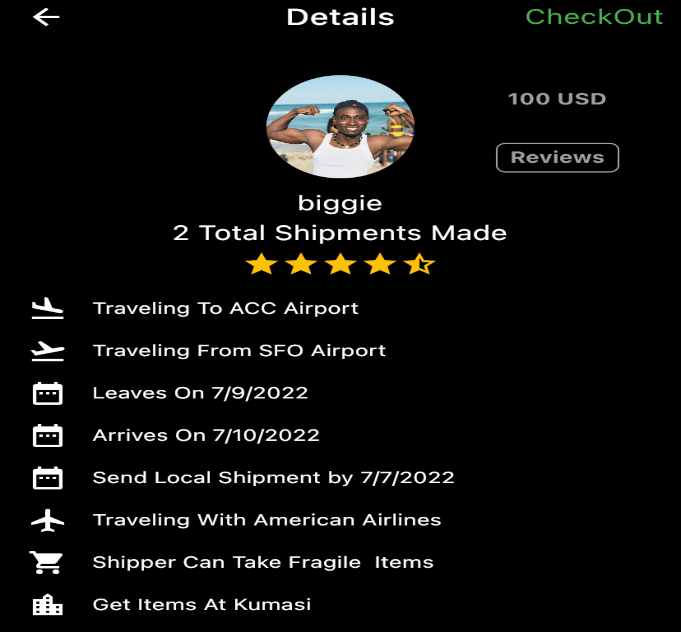 Details
CheckOut
100 USD
Reviews
biggie
2 Total Shipments Made
Traveling To ACC Airport
Traveling From SFO Airport
Leaves On 7/9/2022
Arrives On 7/10/2022
Send Local Shipment by 7/7/2022
Traveling With American Airlines
Shipper Can Take Fragile  Items
Get Items At Kumasi